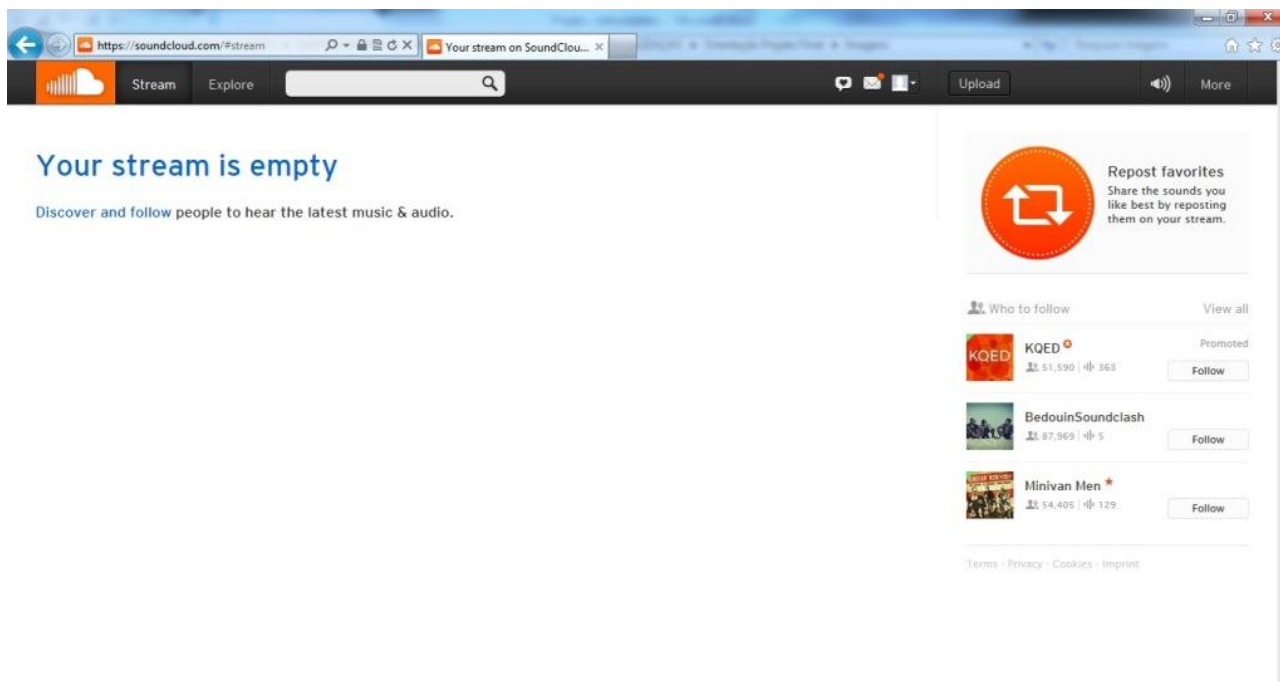 https://soundcloud.com/#stream
Your stream on SoundClou...
Stream
Explore
Upload
More
Your stream is empty
Discover and follow people to hear the latest music & audio.
Repost favorites
Share the sounds you
like best by reposting
them on your stream.
Who to follow
View all
KQED
KQED
Promoted
51,590
363
Follow
BedouinSoundclash
87,969
5
Follow
Minivan Men
54,405
129
Follow
Terms - Privacy - Cookies - Imprint